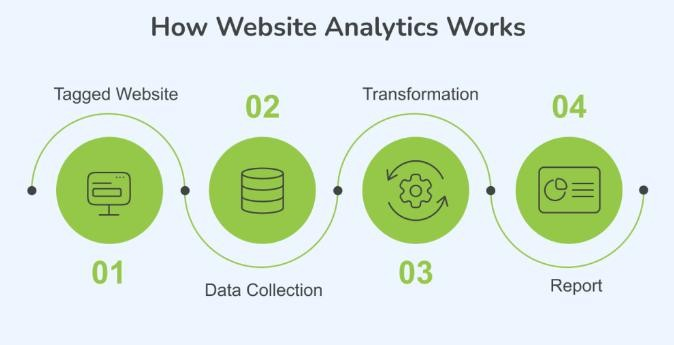 How Website Analytics Works
Tagged Website
01
02
Data Collection
Transformation
03
04
Report